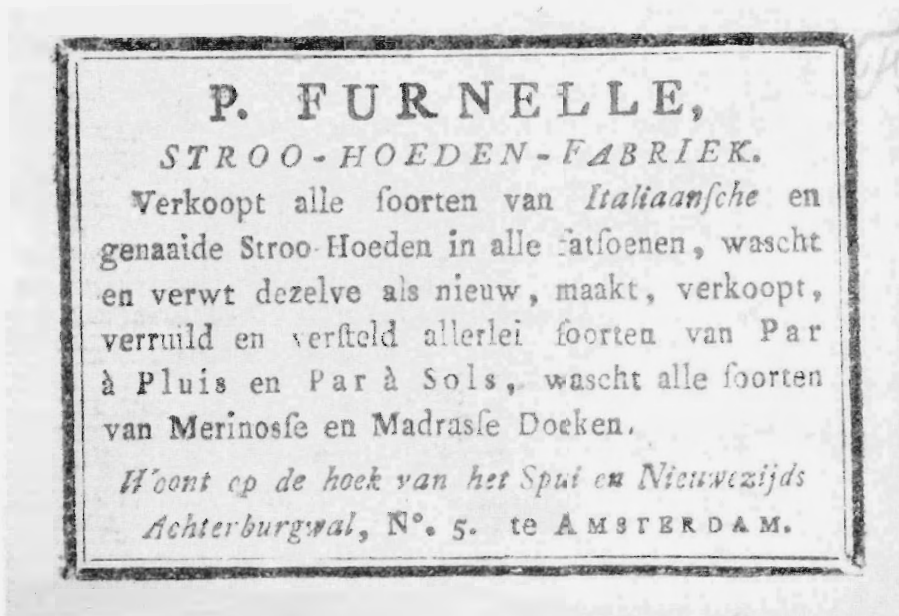 P. FURNELLE,
STROO-HOEDEN-FABRIEK.
Verkoopt alle ſoorten van Italiaanſche en
genaaide Stroo-Hoeden in alle fatſoenen, wascht
en verwt dezelve als nieuw, maakt, verkoopt,
verruild en verſteld allerlei ſoorten van Par
à Pluis en Par à Sols, wascht alle ſoorten
van Merinosſe en Madrasſe Doeken.
Woont op de hoek van het Spui en Nieuwezijds
Achterburgwal, Nº. 5. te AMSTERDAM.